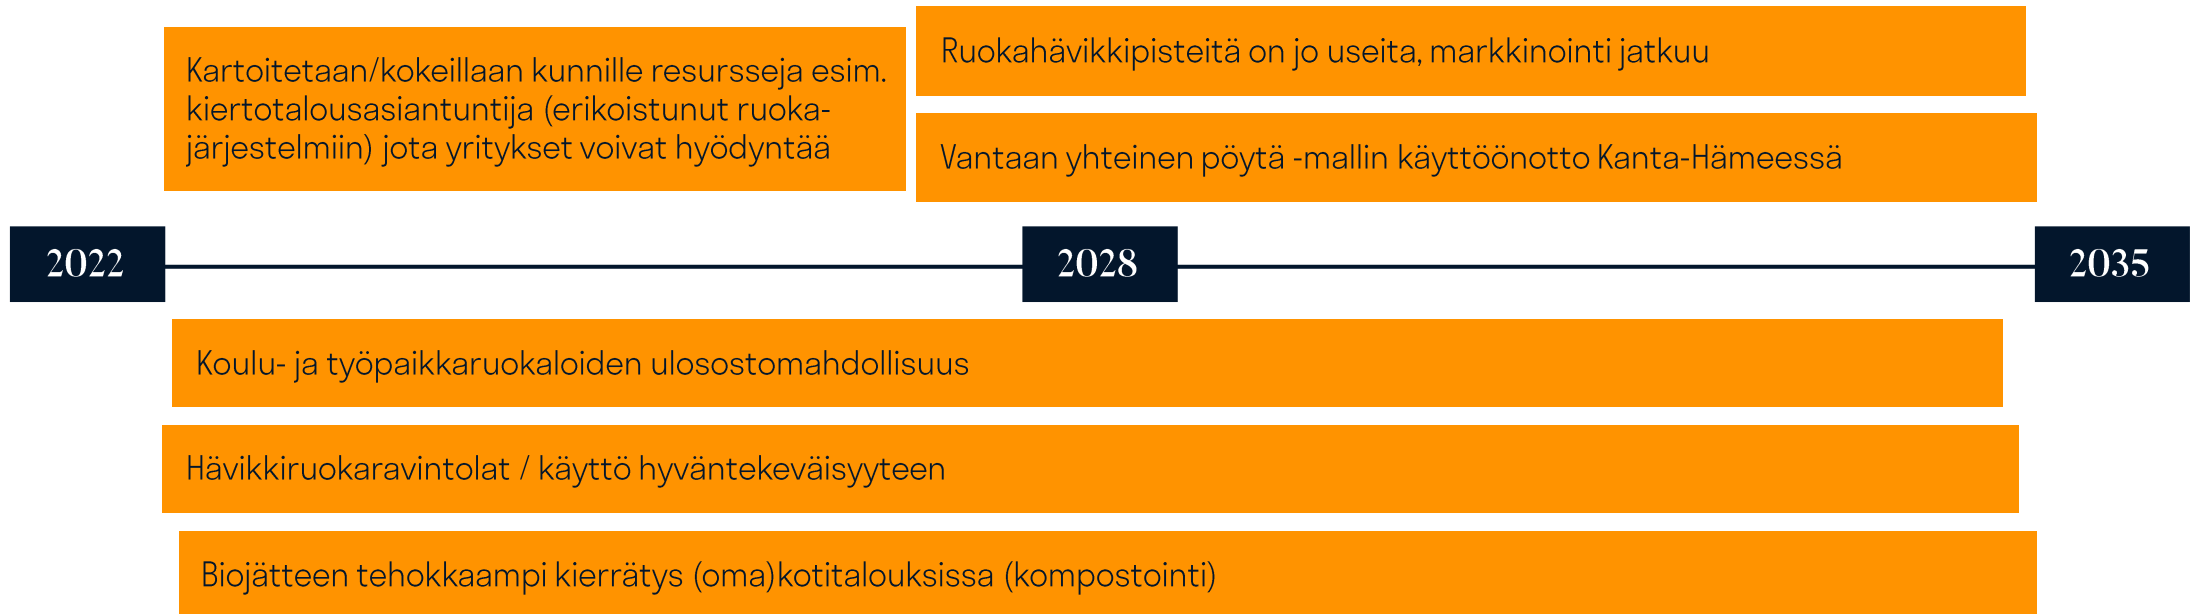 Kartoitetaan/kokeillaan kunnille resursseja esim.
kiertotalousasiantuntija (erikoistunut ruoka-
järjestelmiin) jota yritykset voivat hyödyntää
Ruokahävikkipisteitä on jo useita, markkinointi jatkuu
Vantaan yhteinen pöytä -mallin käyttöönotto Kanta-Hämeessä
2022
2028
2035
Koulu- ja työpaikkaruokaloiden ulosostomahdollisuus
Hävikkiruokaravintolat / käyttö hyväntekeväisyyteen
Biojätteen tehokkaampi kierrätys (oma)kotitalouksissa (kompostointi)